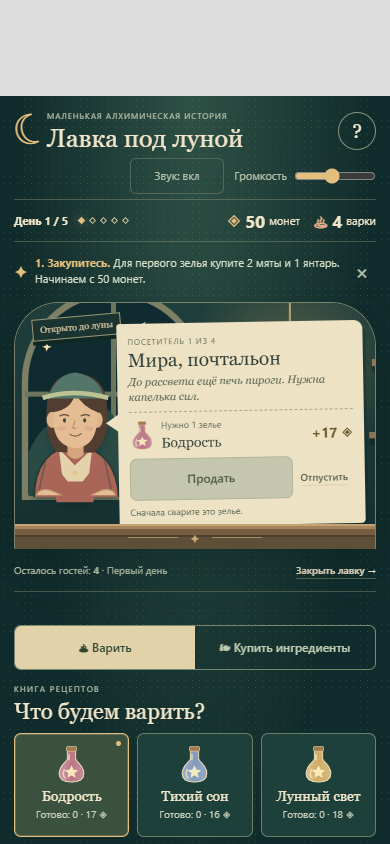 МАЛЕНЬКАЯ АЛХИМИЧЕСКАЯ ИСТОРИЯ
Лавка под луной
?
Звук: вкл
Громкость
День 1 / 5
50 монет
4 варки
1. Закупитесь. Для первого зелья купите 2 мяты и 1 янтарь.
Начинаем с 50 монет.
Открыто до луны
ПОСЕТИТЕЛЬ 1 ИЗ 4
Мира, почтальон
До рассвета ещё печь пироги. Нужна
капелька сил.
Нужно 1 зелье
Бодрость
+17
Продать
Отпустить
Сначала сварите это зелье.
Осталось гостей: 4 · Первый день
Закрыть лавку →
Варить
Купить ингредиенты
КНИГА РЕЦЕПТОВ
Что будем варить?
Бодрость
Готово: 0 · 17
Тихий сон
Готово: 0 · 16
Лунный свет
Готово: 0 · 18